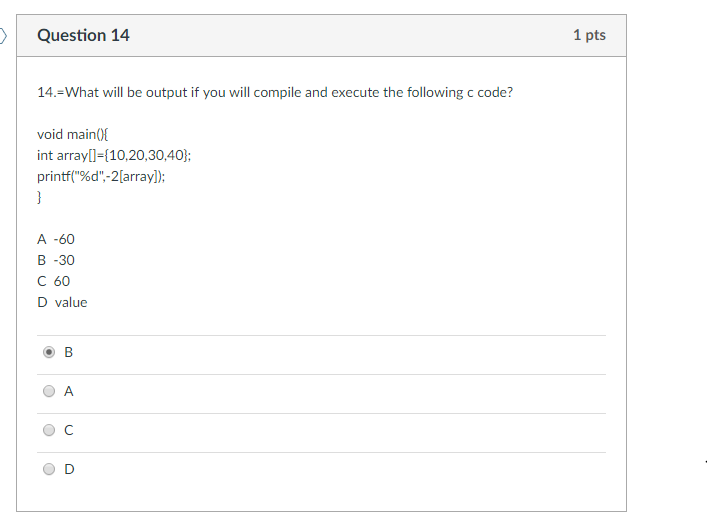 Question 14
1 pts
14.=What will be output if you will compile and execute the following c code?
void main(){
int array[]={10,20,30,40};
printf("%d",-2[array]);
}
A -60
B -30
C 60
D value
B
A
C
D